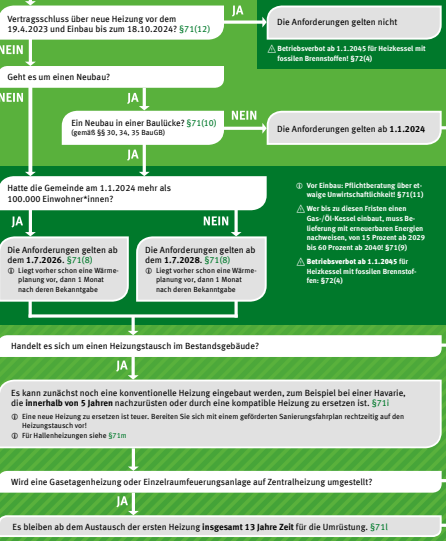 Vertragsschluss über neue Heizung vor dem
19.4.2023 und Einbau bis zum 18.10.2024? §71(12)
JA
Die Anforderungen gelten nicht
⚠ Betriebsverbot ab 1.1.2045 für Heizkessel mit
fossilen Brennstoffen! §72(4)
NEIN
Geht es um einen Neubau?
NEIN
JA
Ein Neubau in einer Baulücke? §71(10)
(gemäß §§ 30, 34, 35 BauGB)
NEIN
Die Anforderungen gelten ab 1.1.2024
JA
Hatte die Gemeinde am 1.1.2024 mehr als
100.000 Einwohner*innen?
JA
NEIN
Die Anforderungen gelten ab
dem 1.7.2026. §71(8)
ⓘ Liegt vorher schon eine Wärme-
planung vor, dann 1 Monat
nach deren Bekanntgabe
Die Anforderungen gelten ab
dem 1.7.2028. §71(8)
ⓘ Liegt vorher schon eine Wärme-
planung vor, dann 1 Monat
nach deren Bekanntgabe
ⓘ Vor Einbau: Pflichtberatung über et-
waige Unwirtschaftlichkeit! §71(11)
⚠ Wer bis zu diesen Fristen einen
Gas-/Öl-Kessel einbaut, muss Be-
lieferung mit erneuerbaren Energien
nachweisen, von 15 Prozent ab 2029
bis 60 Prozent ab 2040! §71(9)
⚠ Betriebsverbot ab 1.1.2045 für
Heizkessel mit fossilen Brennstof-
fen: §72(4)
Handelt es sich um einen Heizungstausch im Bestandsgebäude?
JA
Es kann zunächst noch eine konventionelle Heizung eingebaut werden, zum Beispiel bei einer Havarie,
die innerhalb von 5 Jahren nachzurüsten oder durch eine kompatible Heizung zu ersetzen ist. §71i
ⓘ Eine neue Heizung zu ersetzen ist teuer. Bereiten Sie sich mit einem geförderten Sanierungsfahrplan rechtzeitig auf den
Heizungstausch vor!
ⓘ Für Hallenheizungen siehe §71m
Wird eine Gasetagenheizung oder Einzelraumfeuerungsanlage auf Zentralheizung umgestellt?
JA
Es bleiben ab dem Austausch der ersten Heizung insgesamt 13 Jahre Zeit für die Umrüstung. §71l